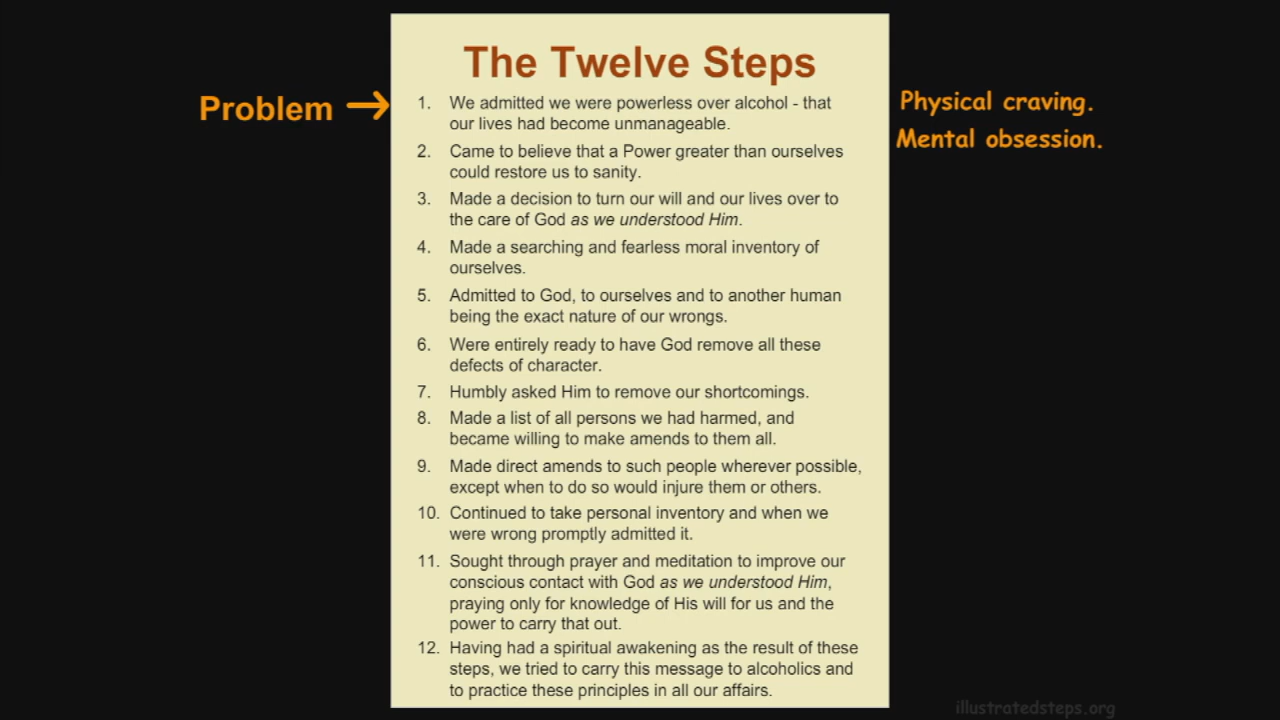 The Twelve Steps
Problem →
1. We admitted we were powerless over alcohol - that
our lives had become unmanageable.
Physical craving.
Mental obsession.
2. Came to believe that a Power greater than ourselves
could restore us to sanity.
3. Made a decision to turn our will and our lives over to
the care of God as we understood Him.
4. Made a searching and fearless moral inventory of
ourselves.
5. Admitted to God, to ourselves and to another human
being the exact nature of our wrongs.
6. Were entirely ready to have God remove all these
defects of character.
7. Humbly asked Him to remove our shortcomings.
8. Made a list of all persons we had harmed, and
became willing to make amends to them all.
9. Made direct amends to such people wherever possible,
except when to do so would injure them or others.
10. Continued to take personal inventory and when we
were wrong promptly admitted it.
11. Sought through prayer and meditation to improve our
conscious contact with God as we understood Him,
praying only for knowledge of His will for us and the
power to carry that out.
12. Having had a spiritual awakening as the result of these
steps, we tried to carry this message to alcoholics and
to practice these principles in all our affairs.
illustratedsteps.org